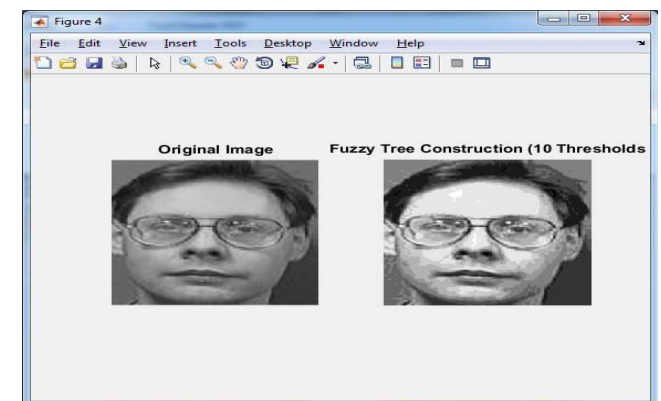 Figure 4
File Edit View Insert Tools Desktop Window Help
Original Image
Fuzzy Tree Construction (10 Thresholds